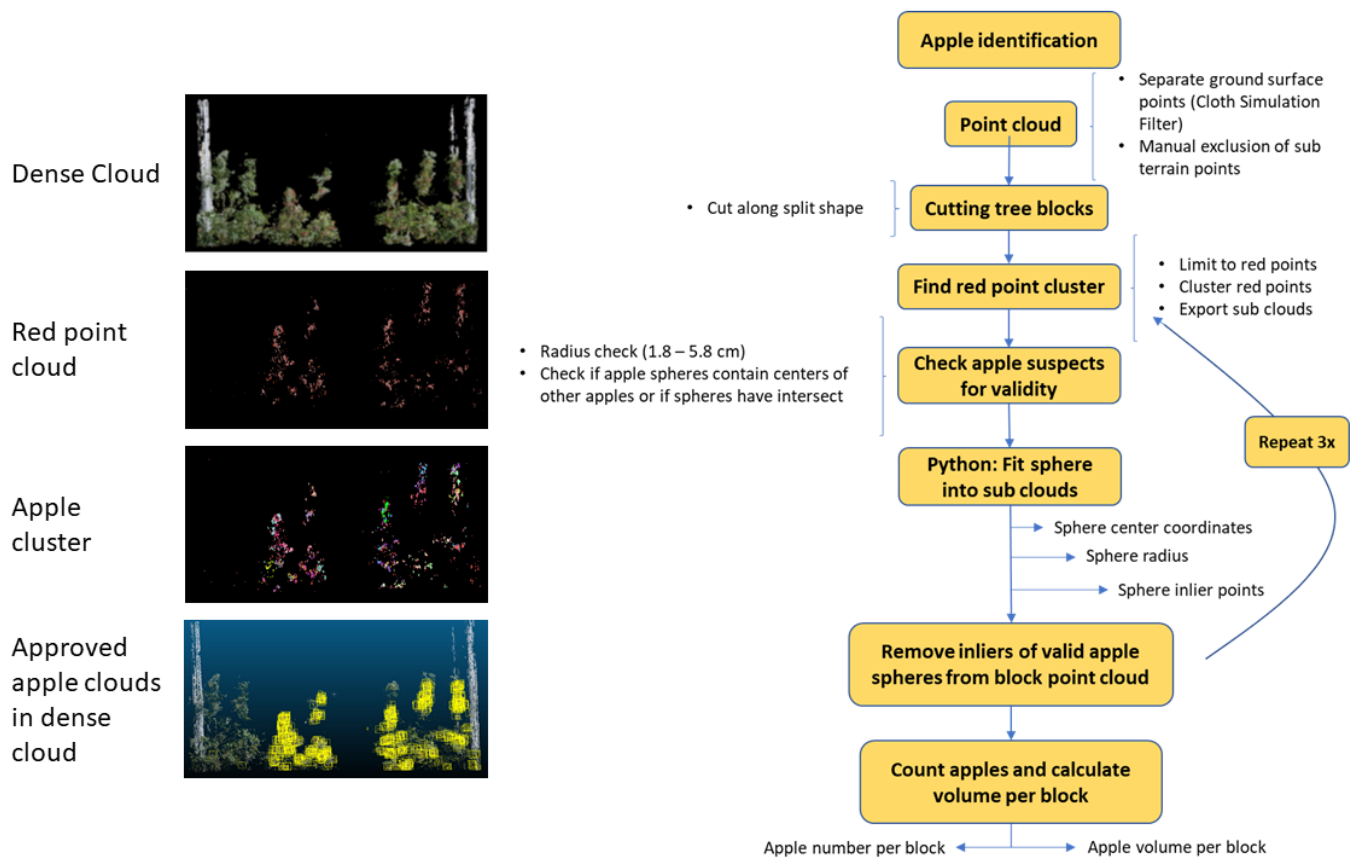 Dense Cloud
Red point
cloud
Apple
cluster
Approved
apple clouds
in dense
cloud
Apple identification
Point cloud
• Separate ground surface
points (Cloth Simulation
Filter)
• Manual exclusion of sub
terrain points
• Cut along split shape
Cutting tree blocks
Find red point cluster
• Limit to red points
• Cluster red points
• Export sub clouds
• Radius check (1.8 – 5.8 cm)
• Check if apple spheres contain centers of
other apples or if spheres have intersect
Check apple suspects
for validity
Repeat 3x
Python: Fit sphere
into sub clouds
Sphere center coordinates
Sphere radius
Sphere inlier points
Remove inliers of valid apple
spheres from block point cloud
Count apples and calculate
volume per block
Apple number per block
Apple volume per block